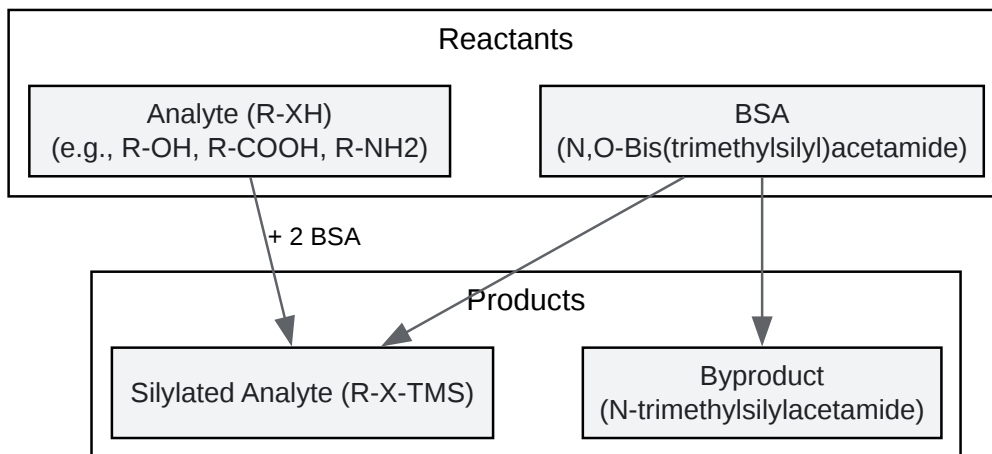 Reactants
Analyte (R-XH)
(e.g., R-OH, R-COOH, R-NH2)
BSA
(N,O-Bis(trimethylsilyl)acetamide)
+ 2 BSA
Products
Silylated Analyte (R-X-TMS)
Byproduct
(N-trimethylsilylacetamide)